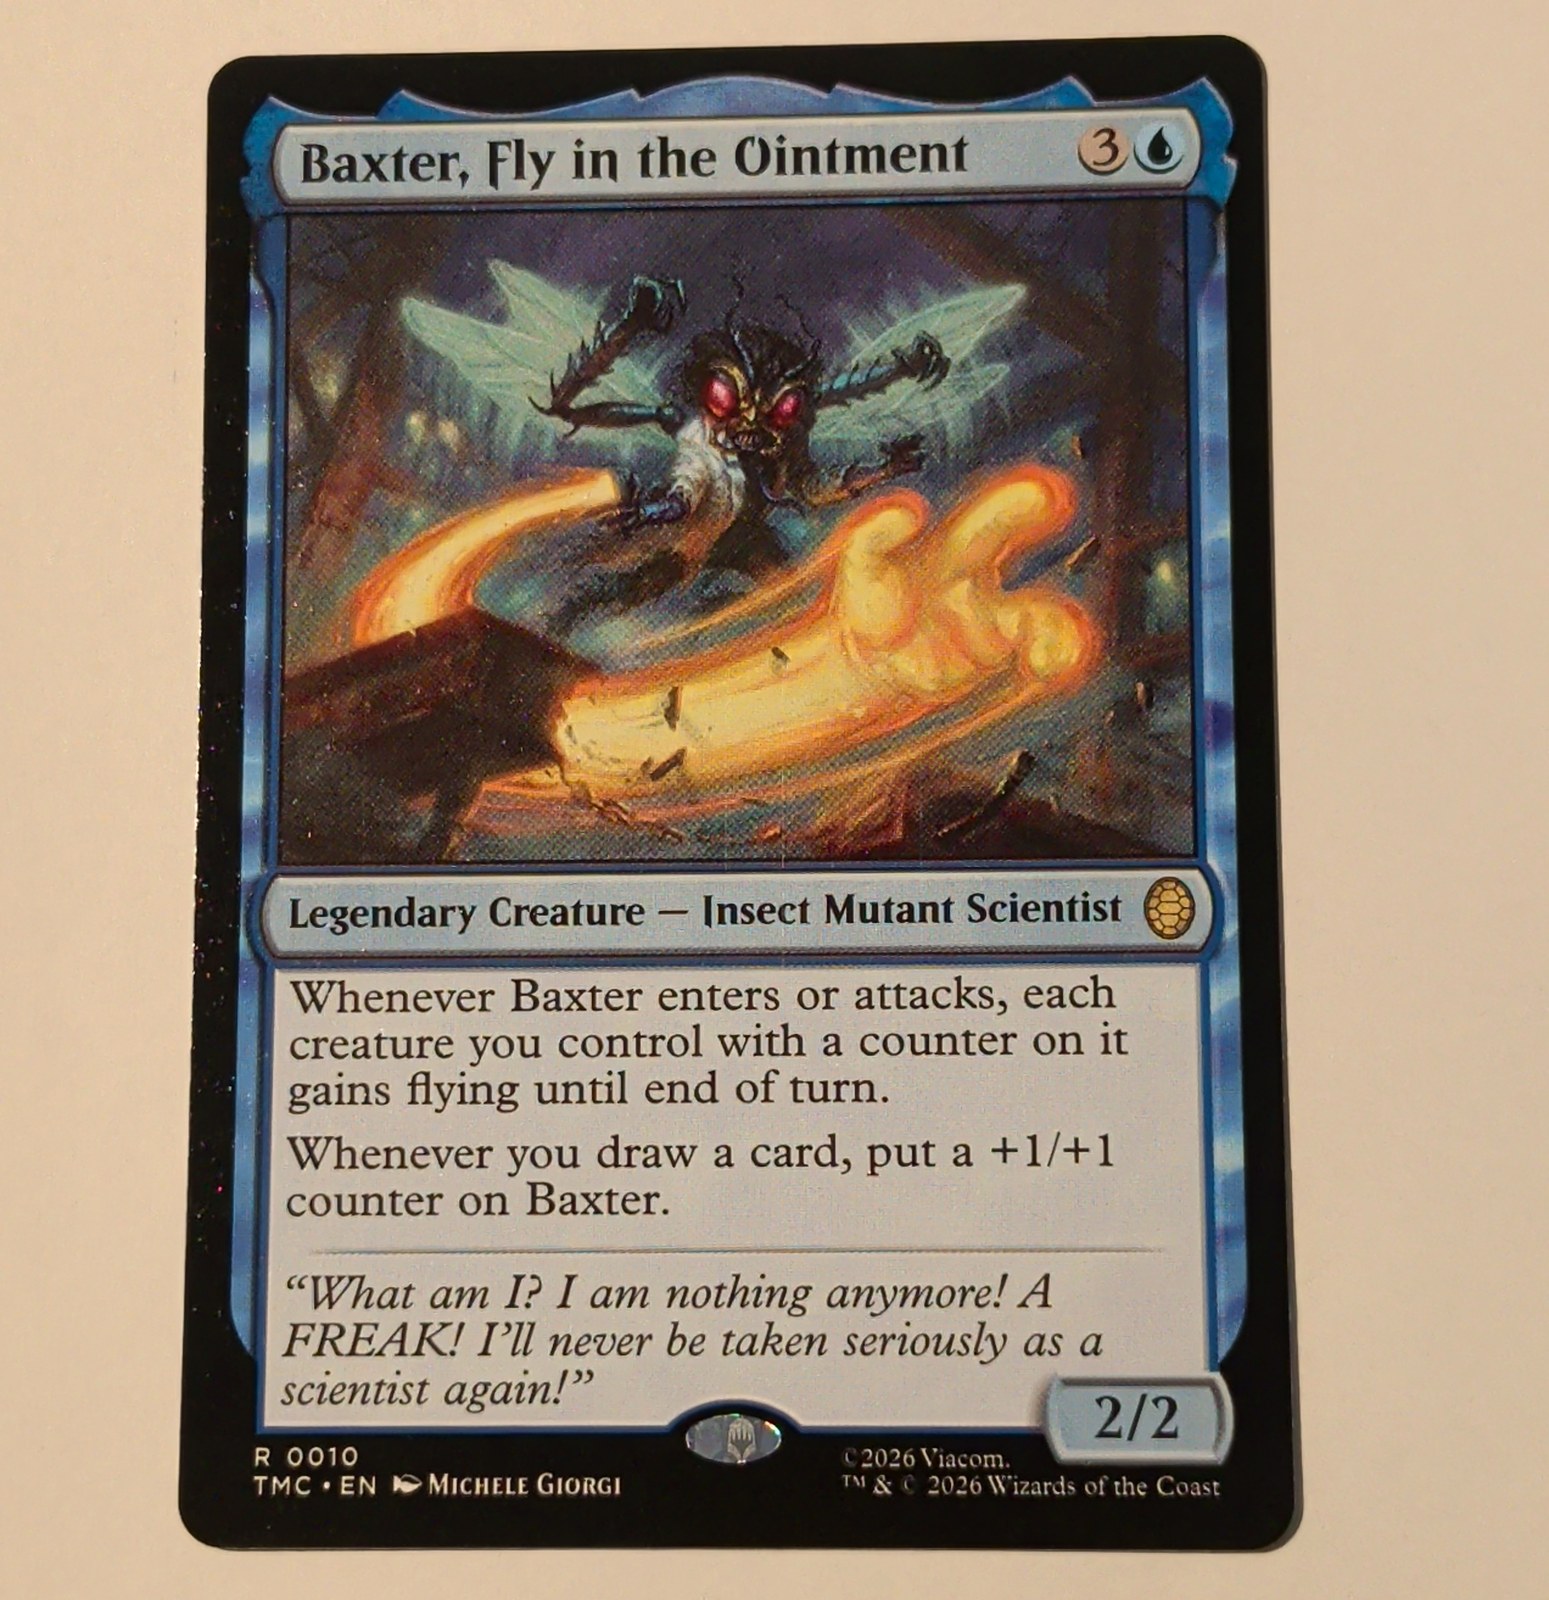 Baxter, Fly in the Ointment 3
Legendary Creature — Insect Mutant Scientist
Whenever Baxter enters or attacks, each
creature you control with a counter on it
gains flying until end of turn.
Whenever you draw a card, put a +1/+1
counter on Baxter.
“What am I? I am nothing anymore! A
FREAK! I’ll never be taken seriously as a
scientist again!”
2/2
R 0010
TMC • EN Michele Giorgi
©2026 Viacom.
™ & © 2026 Wizards of the Coast